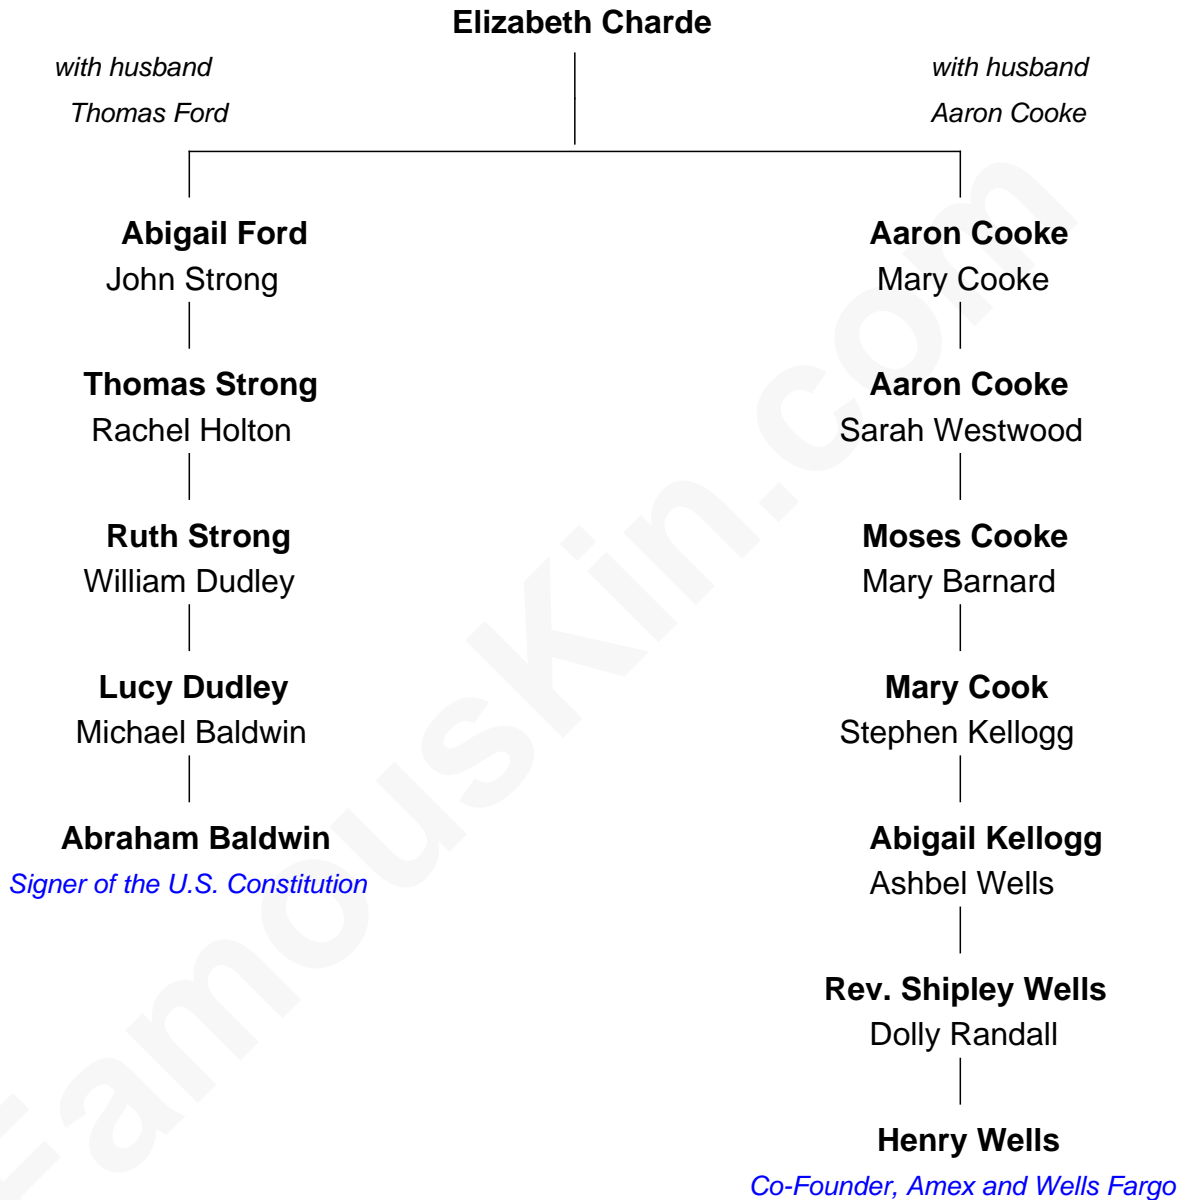 Elizabeth Charde
with husband
Thomas Ford
with husband
Aaron Cooke
Abigail Ford
John Strong
Aaron Cooke
Mary Cooke
Thomas Strong
Rachel Holton
Aaron Cooke
Sarah Westwood
Ruth Strong
William Dudley
Moses Cooke
Mary Barnard
Lucy Dudley
Michael Baldwin
Mary Cook
Stephen Kellogg
Abraham Baldwin
Signer of the U.S. Constitution
Abigail Kellogg
Ashbel Wells
Rev. Shipley Wells
Dolly Randall
Henry Wells
Co-Founder, Amex and Wells Fargo
FamousKin.com